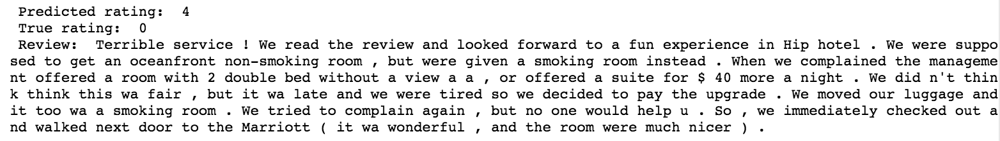 Predicted rating:  4
True rating:  0
Review:  Terrible service ! We read the review and looked forward to a fun experience in Hip hotel . We were suppo
sed to get an oceanfront non-smoking room , but were given a smoking room instead . When we complained the manageme
nt offered a room with 2 double bed without a view a a , or offered a suite for $ 40 more a night . We did n't thin
k think this wa fair , but it wa late and we were tired so we decided to pay the upgrade . We moved our luggage and
it too wa a smoking room . We tried to complain again , but no one would help u . So , we immediately checked out a
nd walked next door to the Marriott ( it wa wonderful , and the room were much nicer ) .